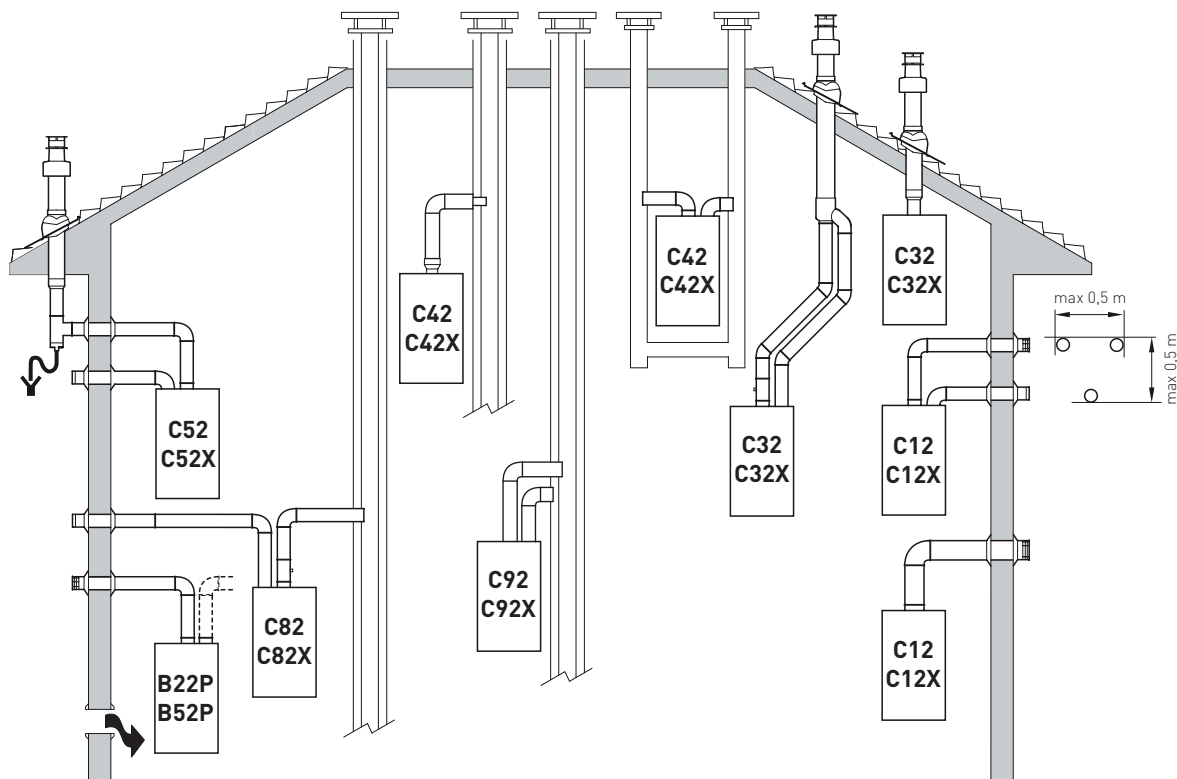 C42
C42X
C42
C42X
C32
C32X
max 0,5 m
max 0,5 m
C52
C52X
C32
C32X
C12
C12X
C92
C92X
C82
C82X
C12
C12X
B22P
B52P